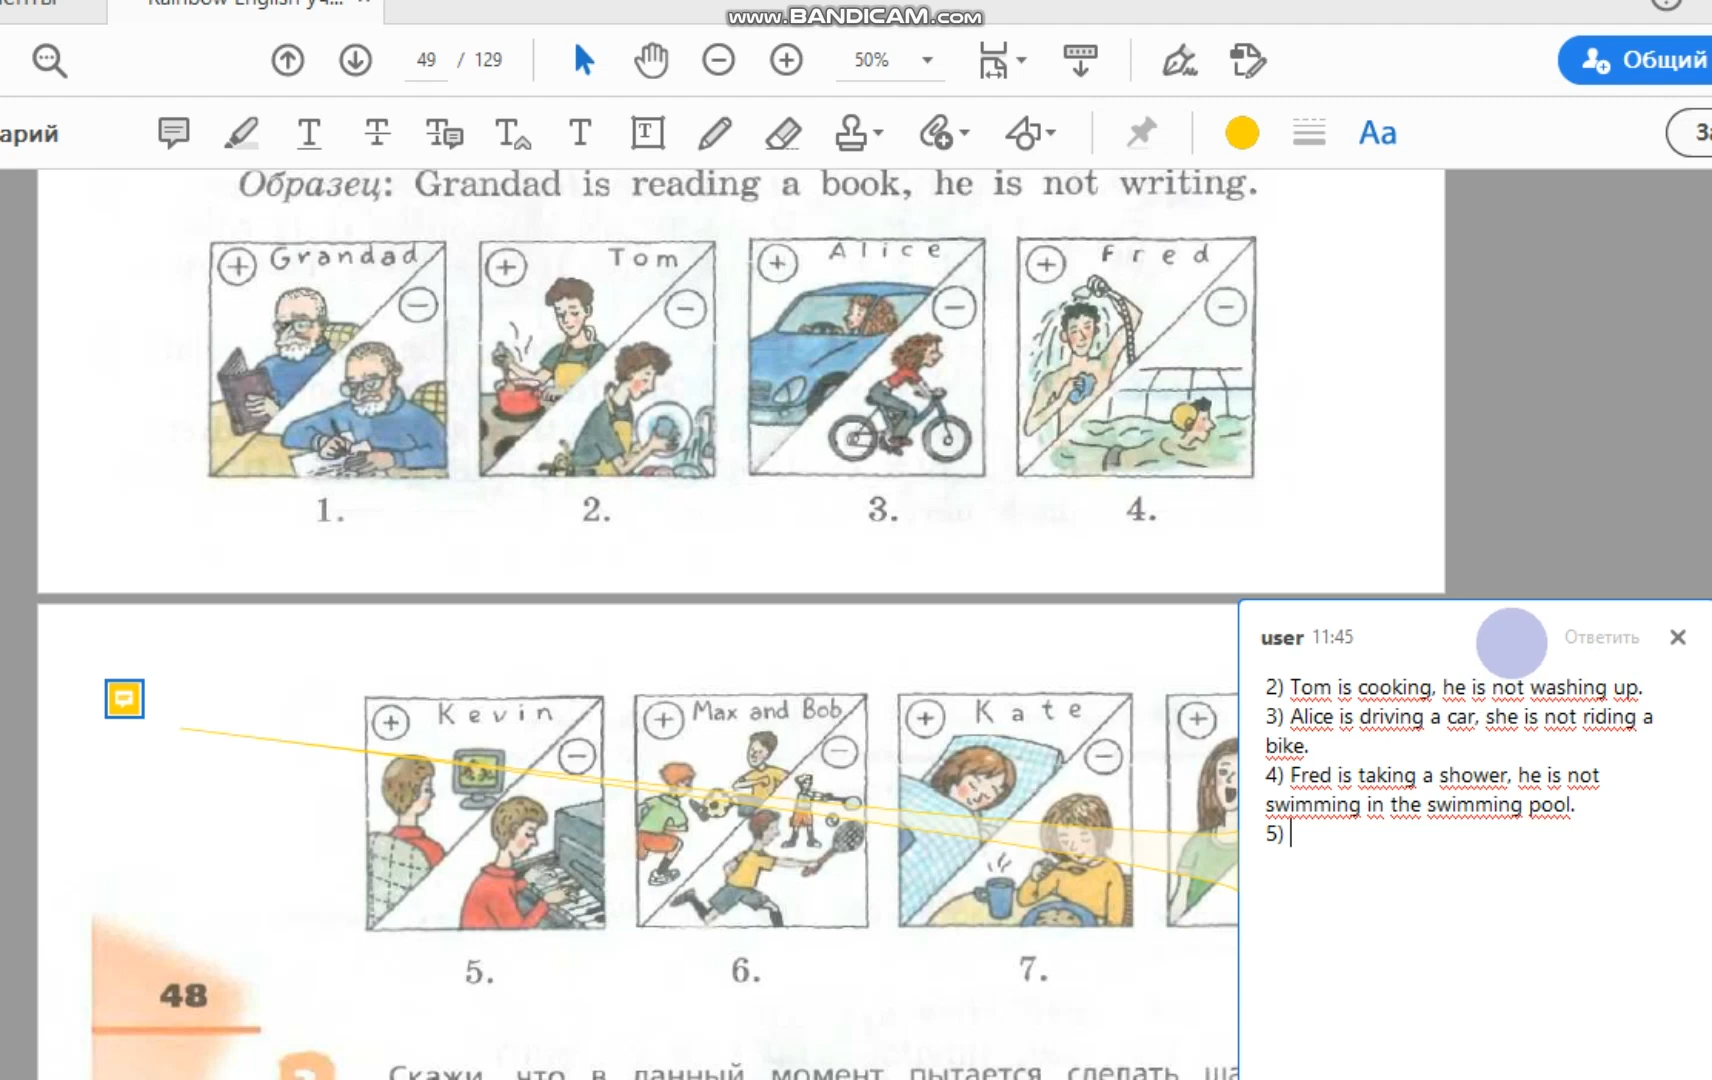 www.BANDICAM.com
49 / 129
50%
Общий
арий
Aa
Образец: Grandad is reading a book, he is not writing.
Grandad
Tom
Alice
Fred
1.
2.
3.
4.
Kevin
Max and Bob
Kate
5.
6.
7.
48
user 11:45
Ответить
2) Tom is cooking, he is not washing up.
3) Alice is driving a car, she is not riding a
bike.
4) Fred is taking a shower, he is not
swimming in the swimming pool.
5)
Скажи, что в данный момент пытается сделать